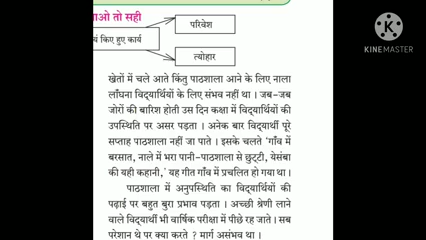 नाओ तो सही
परिवेश
यं किए हुए कार्य
त्योहार
KINEMASTER
खेतों में चले आते किंतु पाठशाला आने के लिए नाला
लाँघना विद्यार्थियों के लिए संभव नहीं था । जब-जब
जोरों की बारिश होती उस दिन कक्षा में विद्यार्थियों की
उपस्थिति पर असर पड़ता । अनेक बार विद्यार्थी पूरे
सप्ताह पाठशाला नहीं जा पाते । इसके चलते ‘गाँव में
बरसात, नाले में भरा पानी-पाठशाला से छुट्टी, येसंबा
की यही कहानी,’ यह गीत गाँव में प्रचलित हो गया था ।
पाठशाला में अनुपस्थिति का विद्यार्थियों की
पढ़ाई पर बहुत बुरा प्रभाव पड़ता । अच्छी श्रेणी लाने
वाले विद्यार्थी भी वार्षिक परीक्षा में पीछे रह जाते । सब
परेशान थे पर क्या करते ? मार्ग असंभव था ।